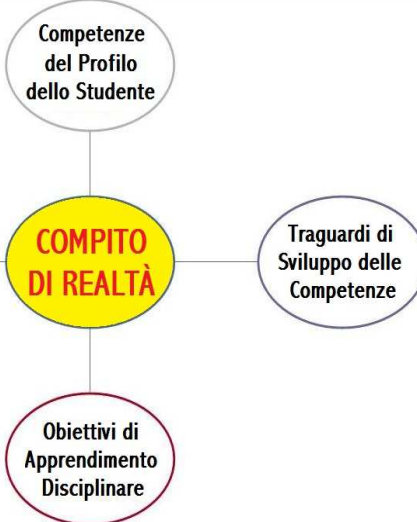 Competenze
del Profilo
dello Studente
COMPITO
DI REALTÀ
Traguardi di
Sviluppo delle
Competenze
Obiettivi di
Apprendimento
Disciplinare